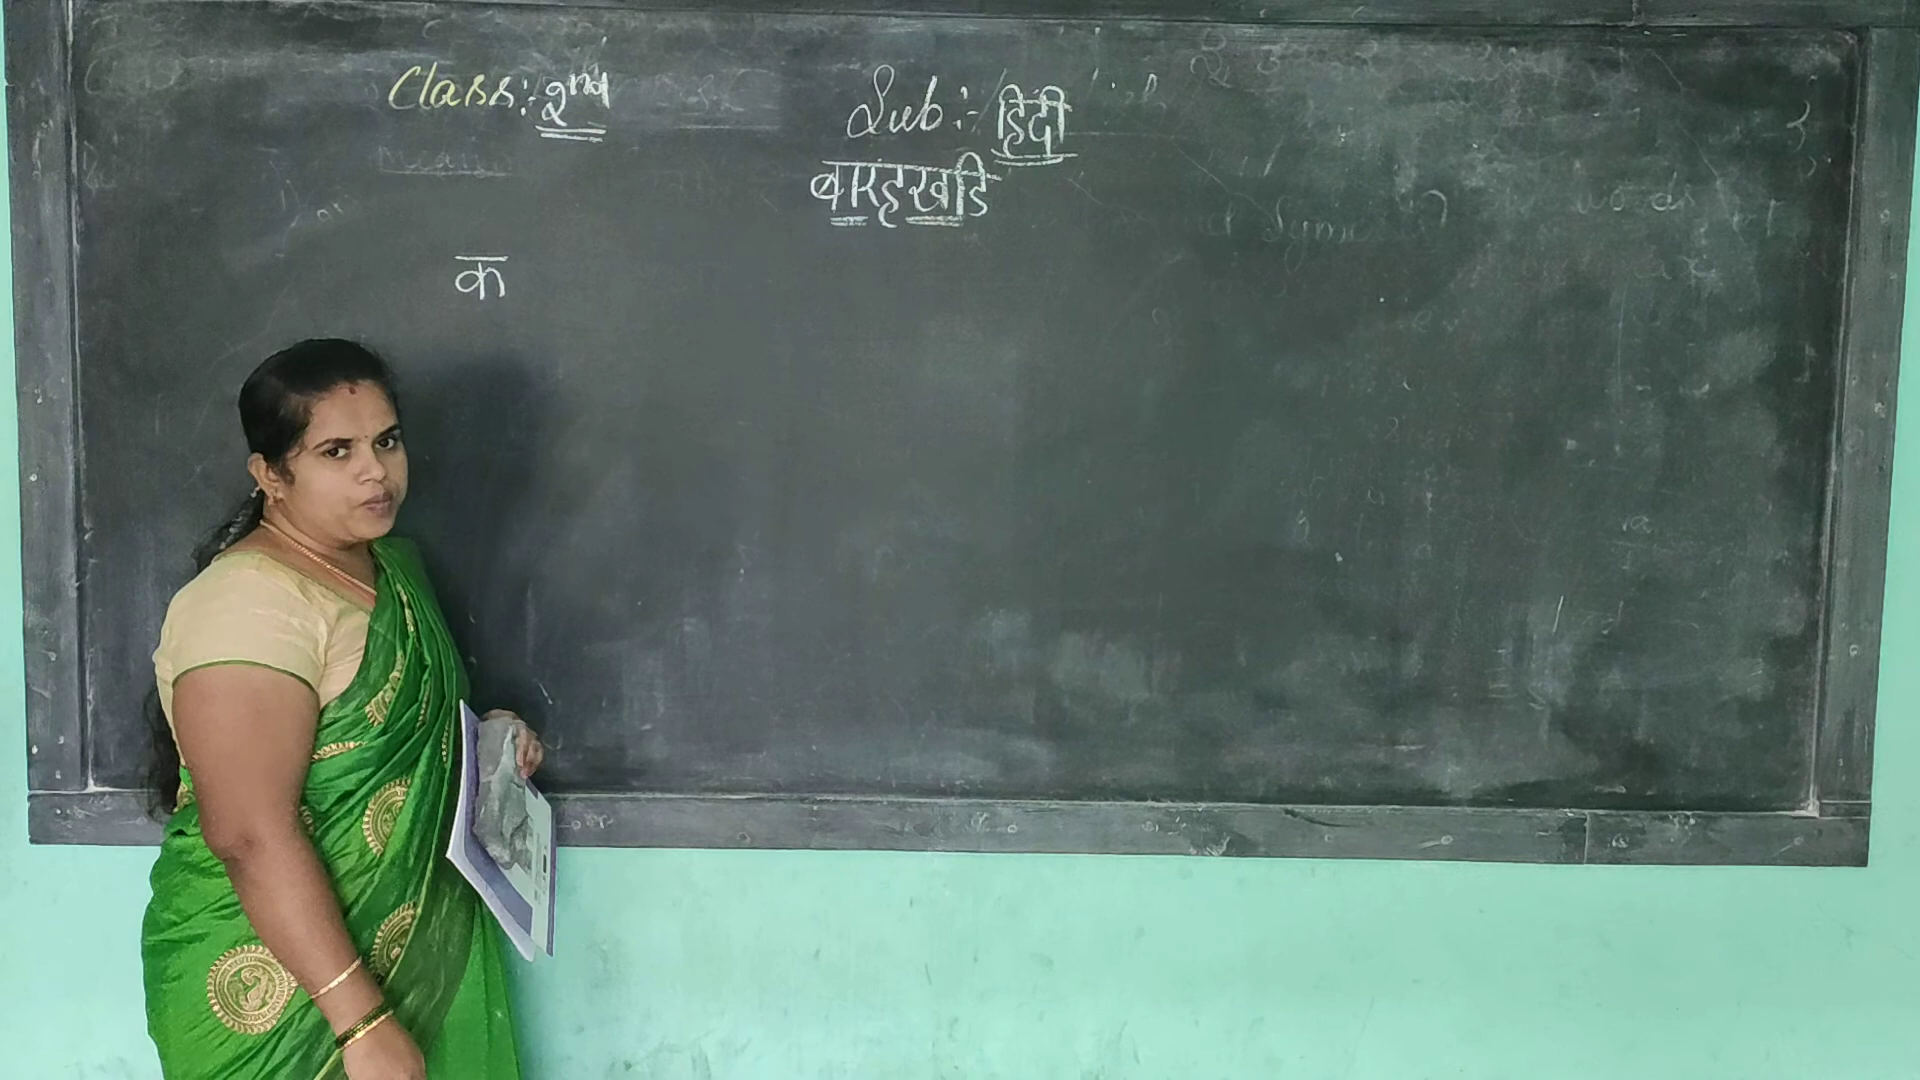 Class:- 2nd Sub:- हिंदी
बारहखडि
क